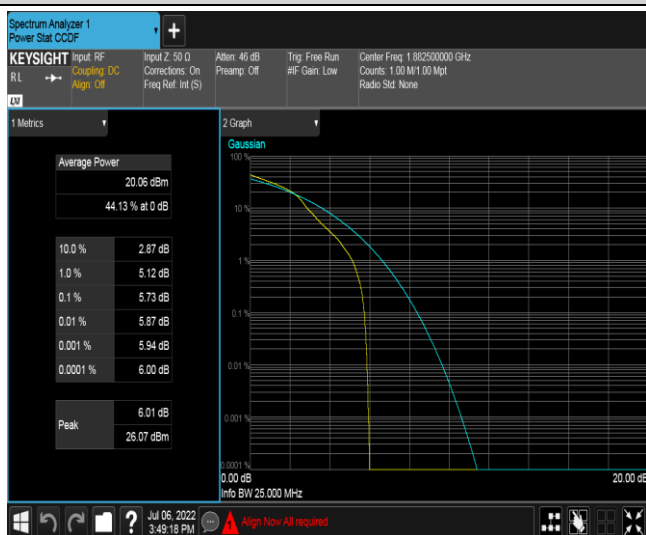 Spectrum Analyzer 1
Power Stat CCDF
KEYSIGHT
R L
LXI
Input: RF
Coupling: DC
Align: Off
Input Z: 50 Ω
Corrections: On
Freq Ref: Int (S)
Atten: 46 dB
Preamp: Off
Trig: Free Run
#IF Gain: Low
Center Freq: 1.882500000 GHz
Counts: 1.00 M/1.00 Mpt
Radio Std: None
1 Metrics
Average Power
20.06 dBm
44.13 % at 0 dB
10.0 % 2.87 dB
1.0 % 5.12 dB
0.1 % 5.73 dB
0.01 % 5.87 dB
0.001 % 5.94 dB
0.0001 % 6.00 dB
Peak
6.01 dB
26.07 dBm
2 Graph
Gaussian
100 %
10 %
1 %
0.1 %
0.01 %
0.001 %
0.0001 %
0.00 dB 20.00 dB
Info BW 25.000 MHz
?
Jul 06, 2022
3:49:18 PM
Align Now All required